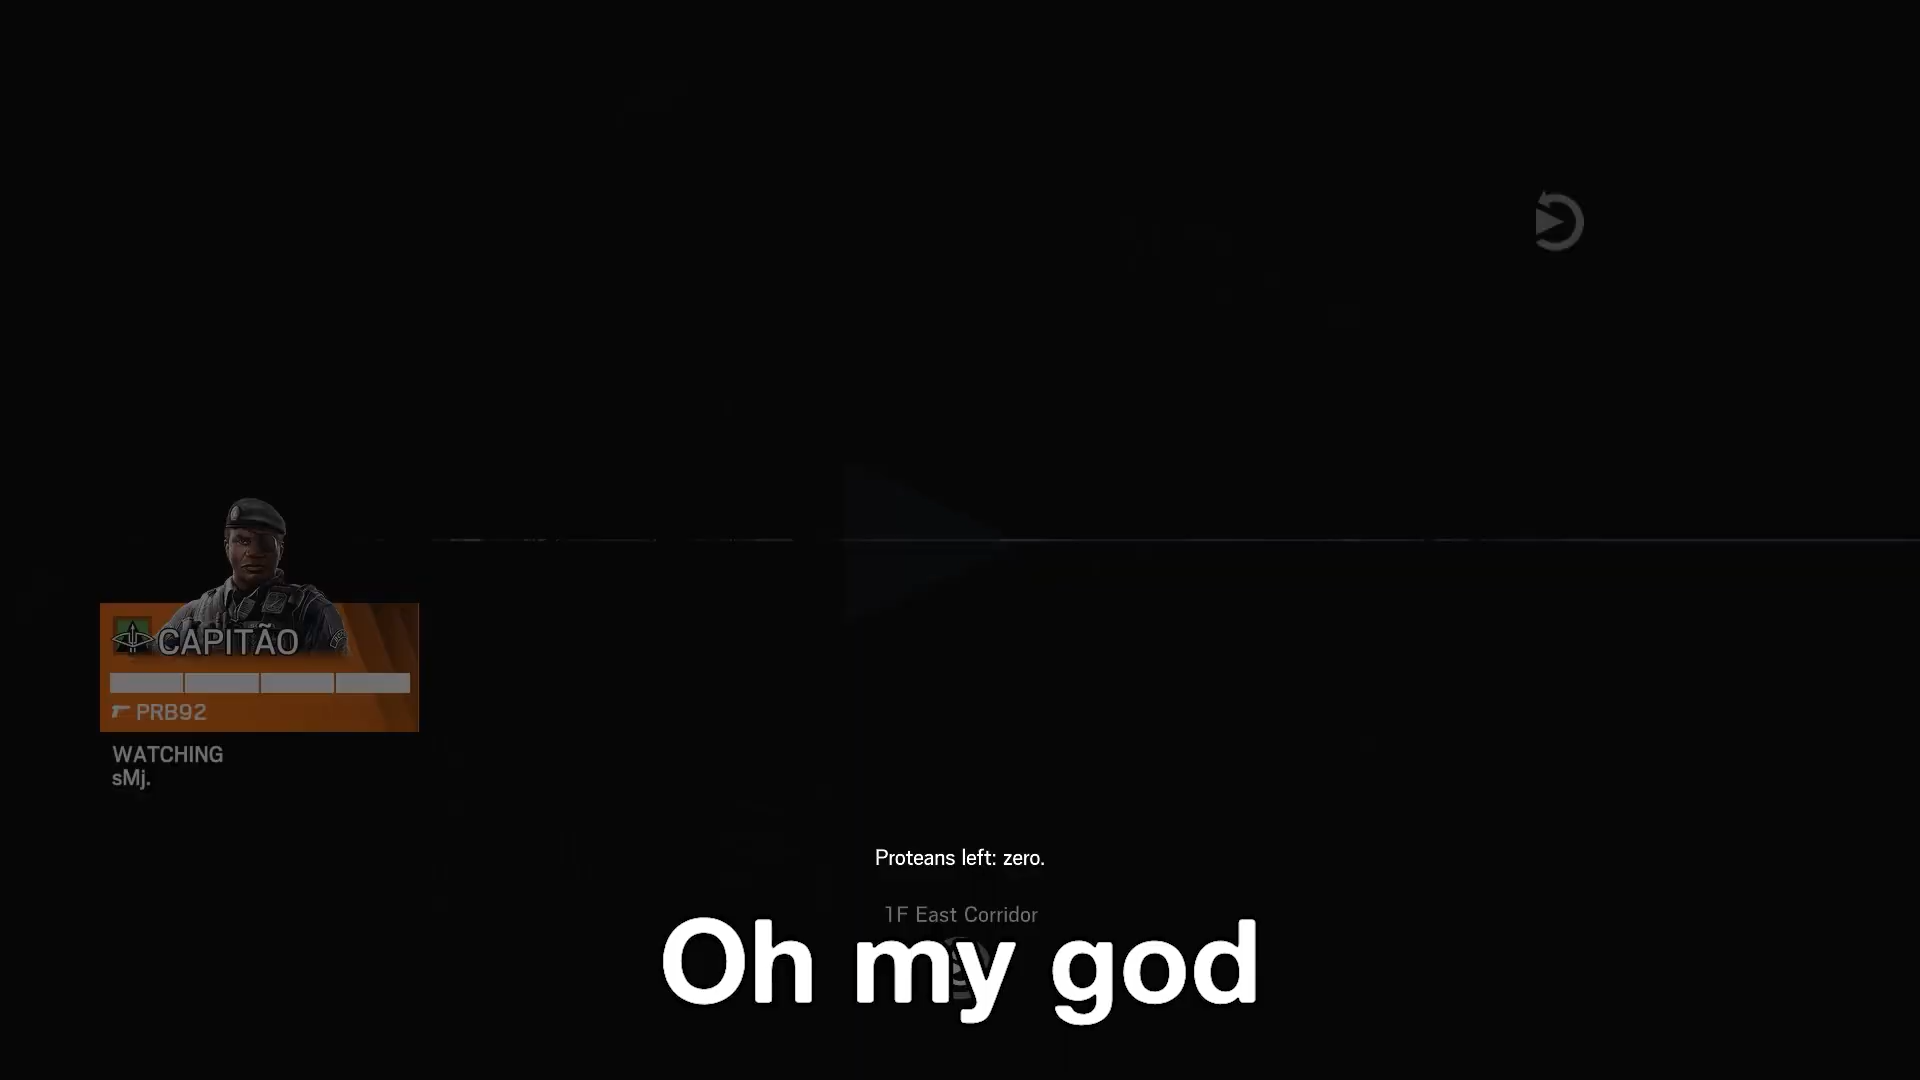 CAPITÃO
PRB92
WATCHING
sMj.
Proteans left: zero.
1F East Corridor
Oh my god